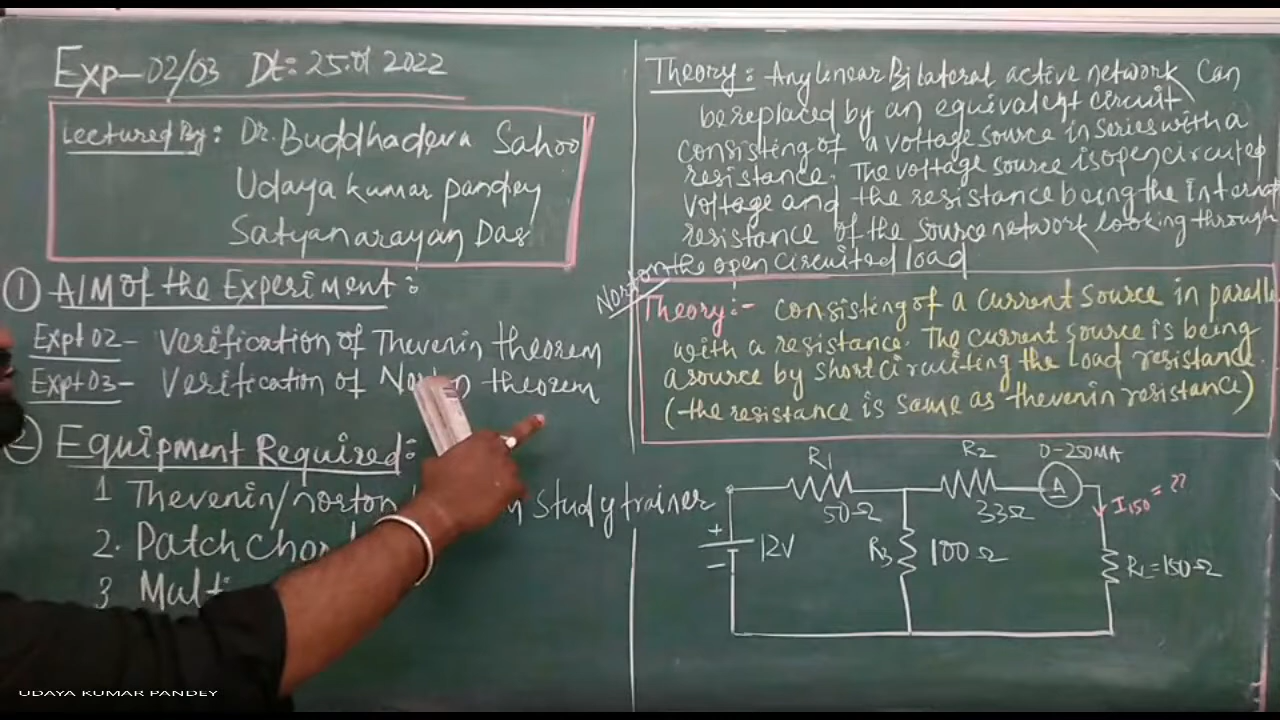 Exp-02/03 Dt: 25.01 2022
Lectured By: Dr. Buddhadeva Sahoo
Udaya kumar pandey
Satyanarayan Das
① AIM of the Experiment:
Expt 02- Verification of Thevenin theorem
Expt 03- Verification of Norton theorem
2 Equipment Required:
1 Thevenin/norton study trainer
2. Patch Chor
3 Mult
Theory: Any linear Bilateral active network Can
be replaced by an equivalent circuit
consisting of a voltage source in series with a
resistance. The voltage source is open circuited
voltage and the resistance being the Intern
resistance of the source network looking through
the open circuited load
Norton
Theory:- consisting of a current source in paralle
with a resistance. The current source is being
a source by short circuiting the load resistance.
(the resistance is same as thevenin resistance)
R1 R2 0-250MA
50Ω 33Ω A I150 = ??
+ - 12V R3 100Ω RL=150Ω
UDAYA KUMAR PANDEY